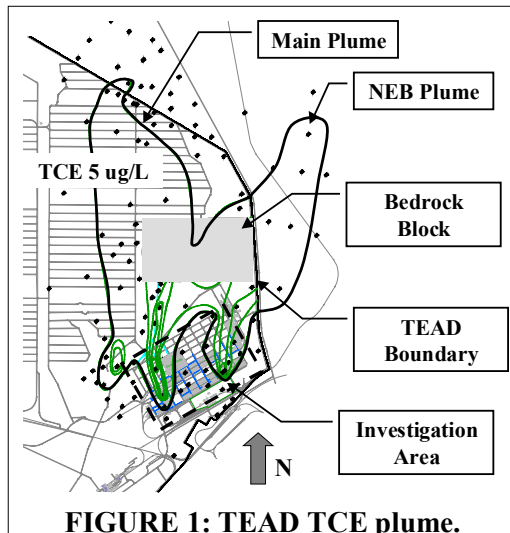 Main Plume
NEB Plume
TCE 5 ug/L
Bedrock
Block
TEAD
Boundary
Investigation
Area
N
FIGURE 1: TEAD TCE plume.